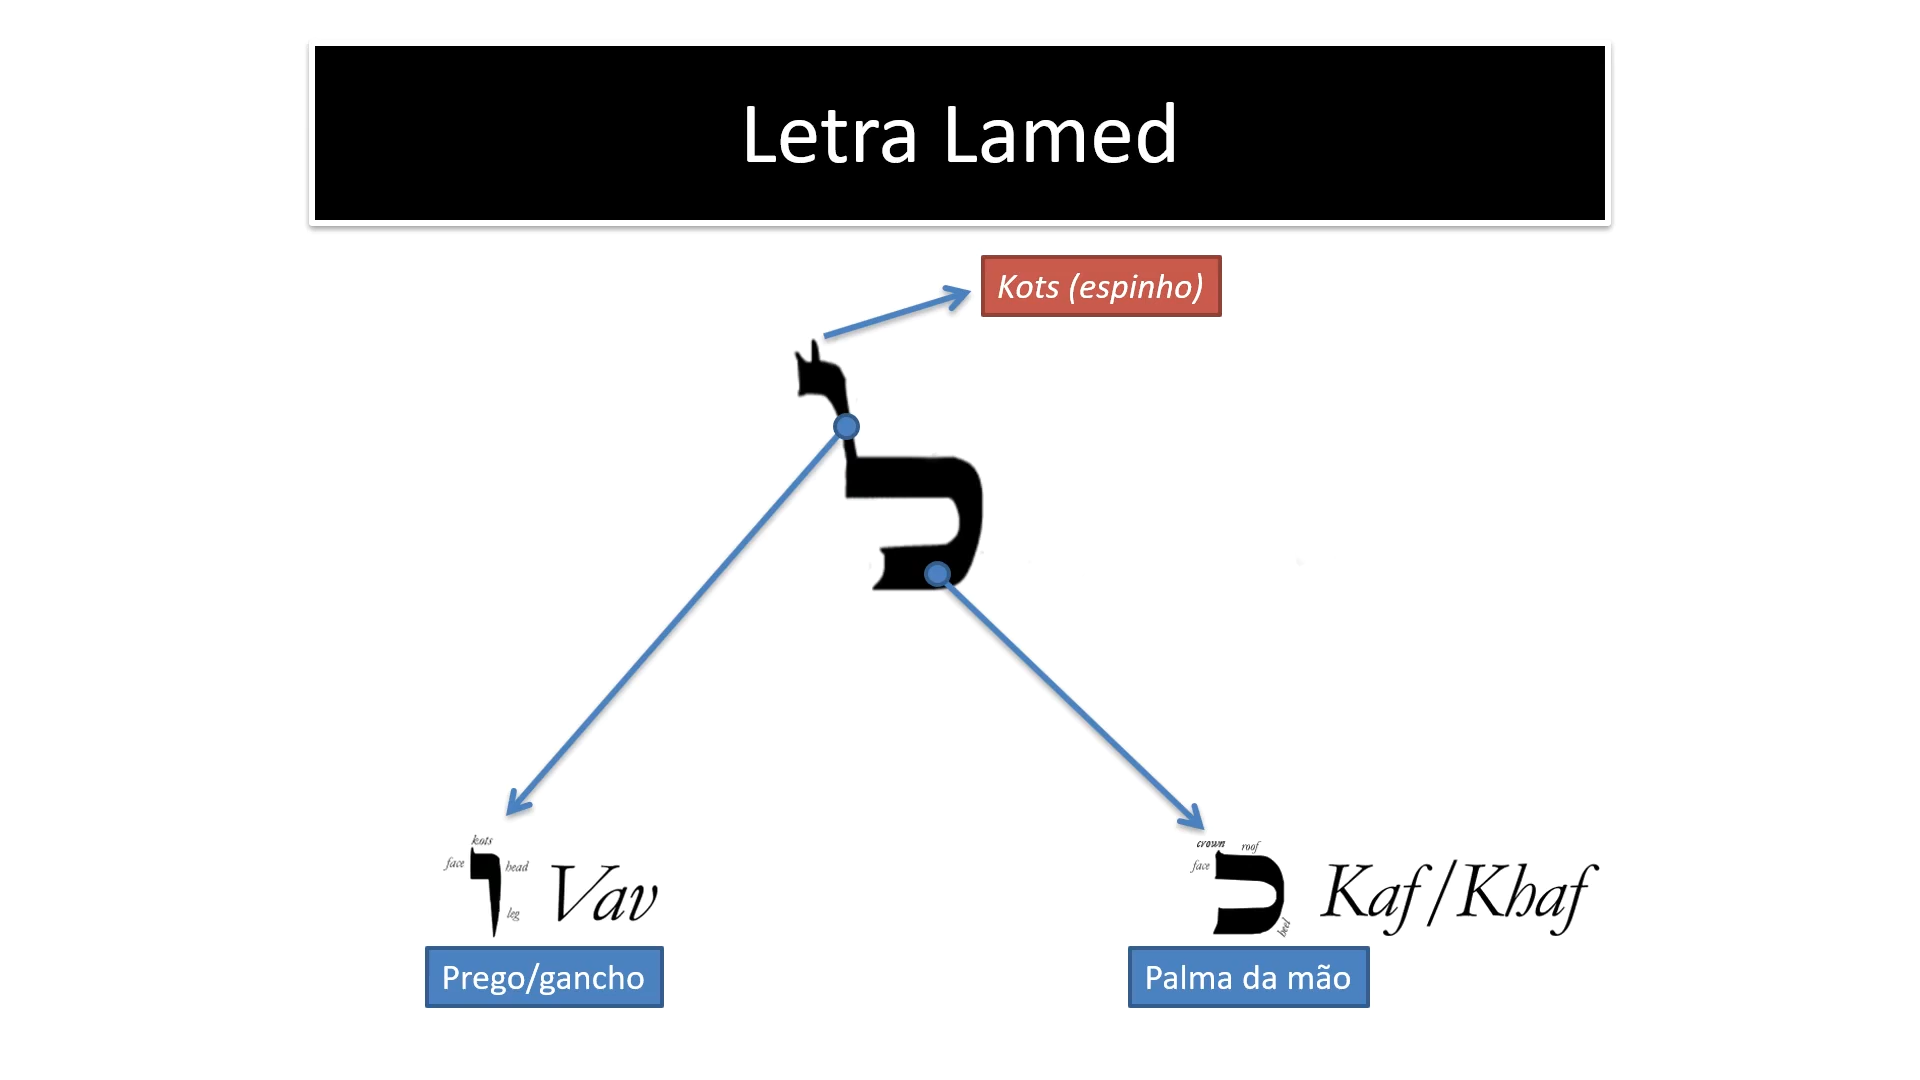 Letra Lamed
Kots (espinho)
ל
kots
face
head
leg
ו
Vav
Prego/gancho
crown
roof
face
heel
כ
Kaf/Khaf
Palma da mão